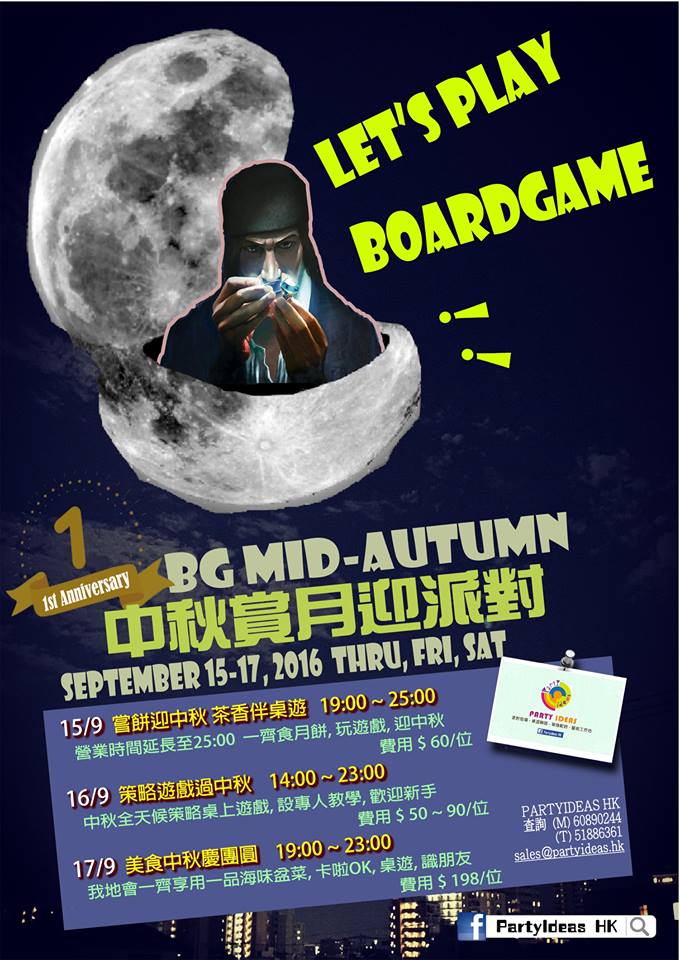 LET'S PLAY
BOARDGAME
!!
1
1st Anniversary
BG MID-AUTUMN
中秋賞月迎派對
SEPTEMBER 15-17, 2016 THRU, FRI, SAT
PARTY IDEAS
15/9 嘗餅迎中秋 茶香伴桌遊 19:00 ~ 25:00
營業時間延長至25:00 一齊食月餅, 玩遊戲, 迎中秋
費用 $ 60/位
16/9 策略遊戲過中秋 14:00 ~ 23:00
中秋全天候策略桌上遊戲, 設專人教學, 歡迎新手
費用 $ 50 ~ 90/位
17/9 美食中秋慶團圓 19:00 ~ 23:00
我地會一齊享用一品海味盆菜, 卡啦OK, 桌遊, 識朋友
費用 $ 198/位
PARTYIDEAS HK
查詢 (M) 60890244
(T) 51886361
sales@partyideas.hk
f PartyIdeas HK